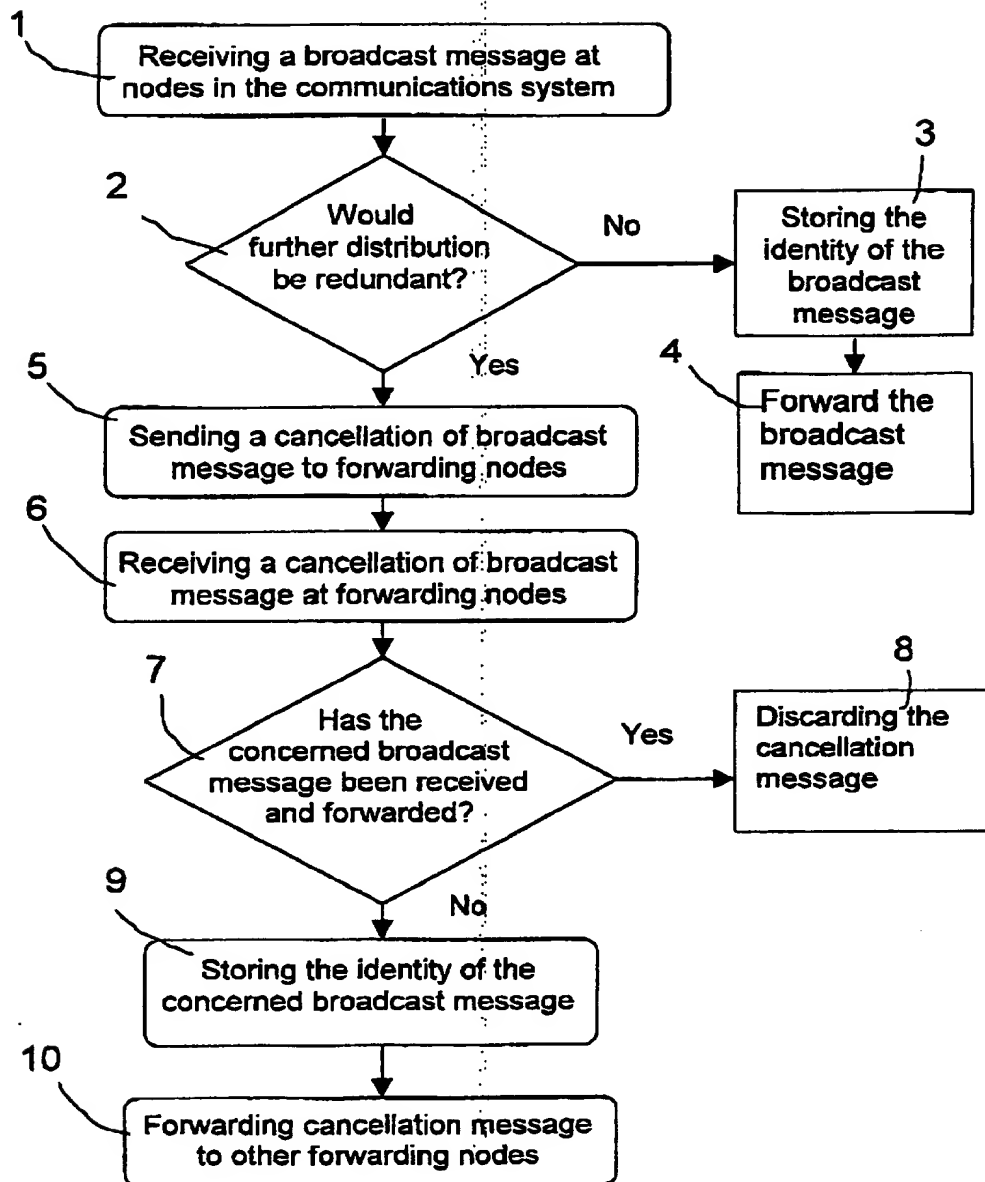 1
Receiving a broadcast message at
nodes in the communications system
2
Would
further distribution
be redundant?
No
3
Storing the
identity of the
broadcast
message
Yes
4
Forward the
broadcast
message
5
Sending a cancellation of broadcast
message to forwarding nodes
6
Receiving a cancellation of broadcast
message at forwarding nodes
7
Has the
concerned broadcast
message been received
and forwarded?
Yes
8
Discarding the
cancellation
message
No
9
Storing the identity of the
concerned broadcast message
10
Forwarding cancellation message
to other forwarding nodes